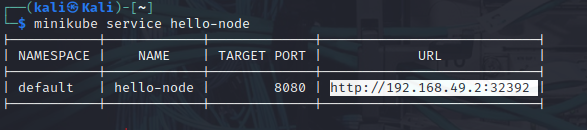 (kali㉿Kali)-[~]
$ minikube service hello-node
NAMESPACE | NAME | TARGET PORT | URL
default | hello-node | 8080 | http://192.168.49.2:32392